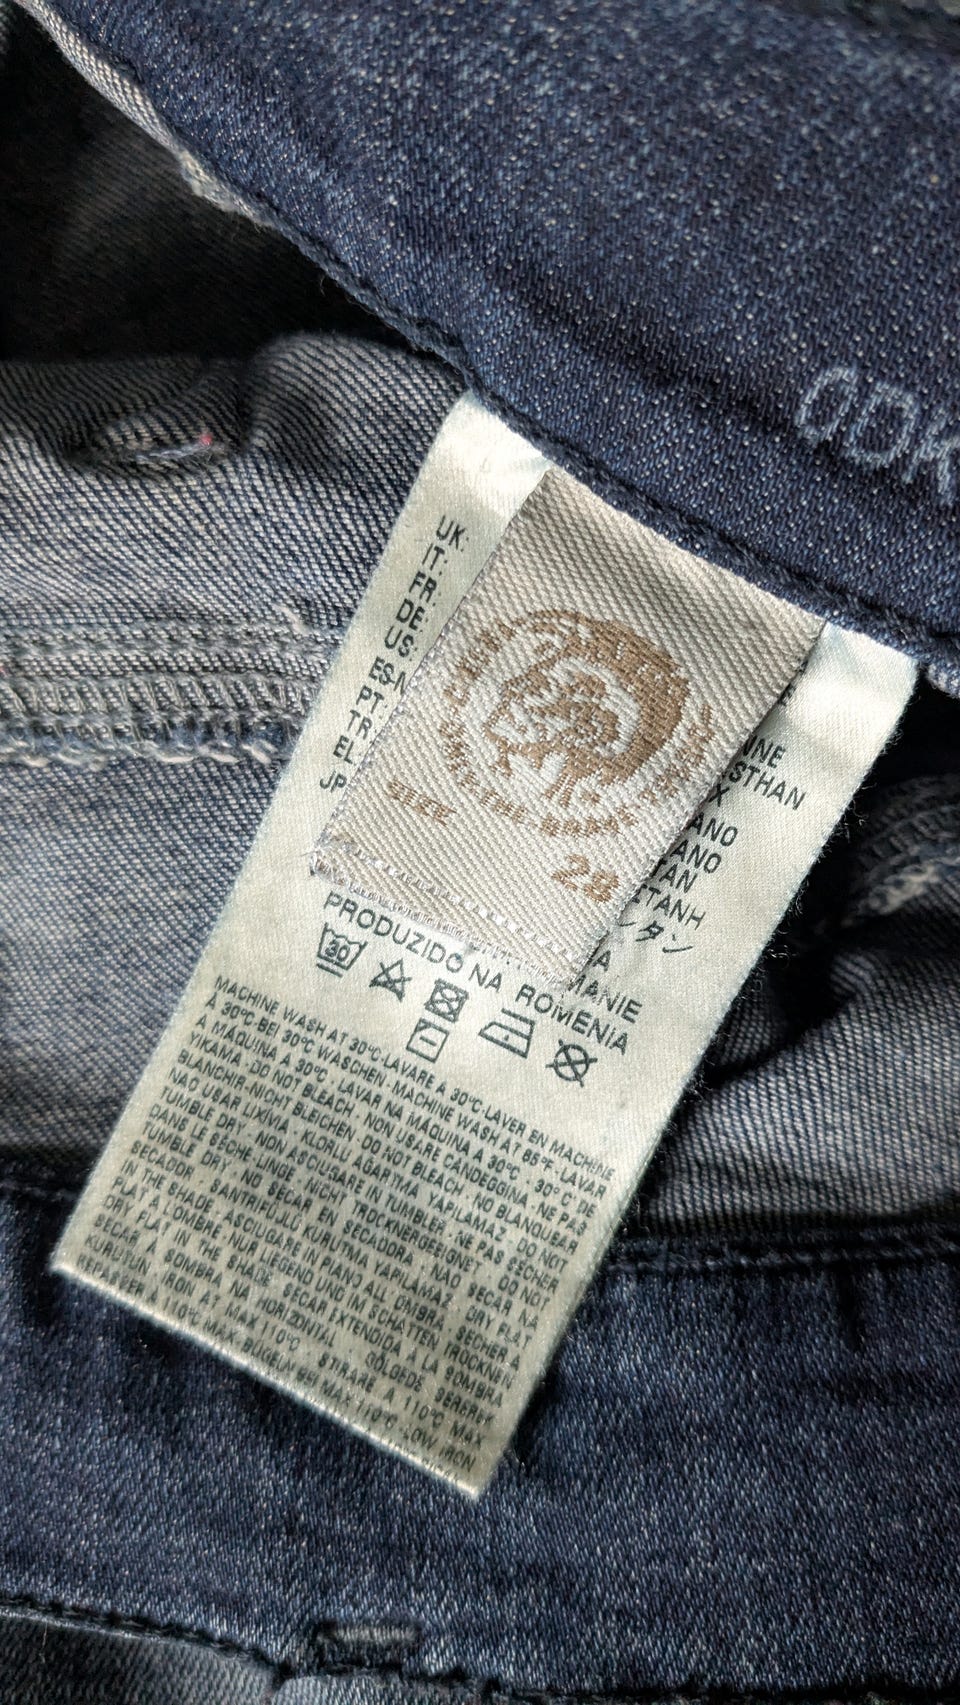 00K
UK:
IT:
FR:
DE:
US:
ES-M
PT:
TR:
EL:
JP
NNE
STHAN
X
ANO
ANO
TAN
ΣΤΑΝΗ
レタン
IA
MANIE
SIZE 28
PRODUZIDO NA ROMENIA
30
MACHINE WASH AT 30°C·LAVARE A 30°C·LAVER EN MACHINE
À 30°C·BEI 30°C WASCHEN·MACHINE WASH AT 85°F·LAVAR
A MÁQUINA A 30°C·LAVAR NA MÁQUINA A 30°C·30° C' DE
YIKAMA·DO NOT BLEACH·NON USARE CANDEGGINA·NE PAS
BLANCHIR·NICHT BLEICHEN·DO NOT BLEACH·NO BLANQUEAR
NÃO USAR LIXÍVIA·KLORLU AĞARTMA YAPILAMAZ·DO NOT
TUMBLE DRY·NON ASCIUGARE IN TUMBLER·NE PAS SÉCHER
DANS LE SÈCHE-LINGE·NICHT TROCKNERGEEIGNET·DO NOT
TUMBLE DRY·NO SECAR EN SECADORA·NÃO SECAR NA
SECADOR·SANTRIFÜJLÜ KURUTMA YAPILAMAZ·DRY FLAT
IN THE SHADE·ASCIUGARE IN PIANO ALL'OMBRA·SÉCHER À
PLAT À L'OMBRE·NUR LIEGEND UND IM SCHATTEN TROCKNEN
DRY FLAT IN THE SHADE·SECAR EXTENDIDA A LA SOMBRA
SECAR À SOMBRA NA HORIZONTAL·GÖLGEDE SEREREK
KURUTUN·IRON AT MAX 110°C·STIRARE A 110°C MAX
REPASSER 110°C MAX·BÜGELN BEI MAX 110°C·LOW IRON